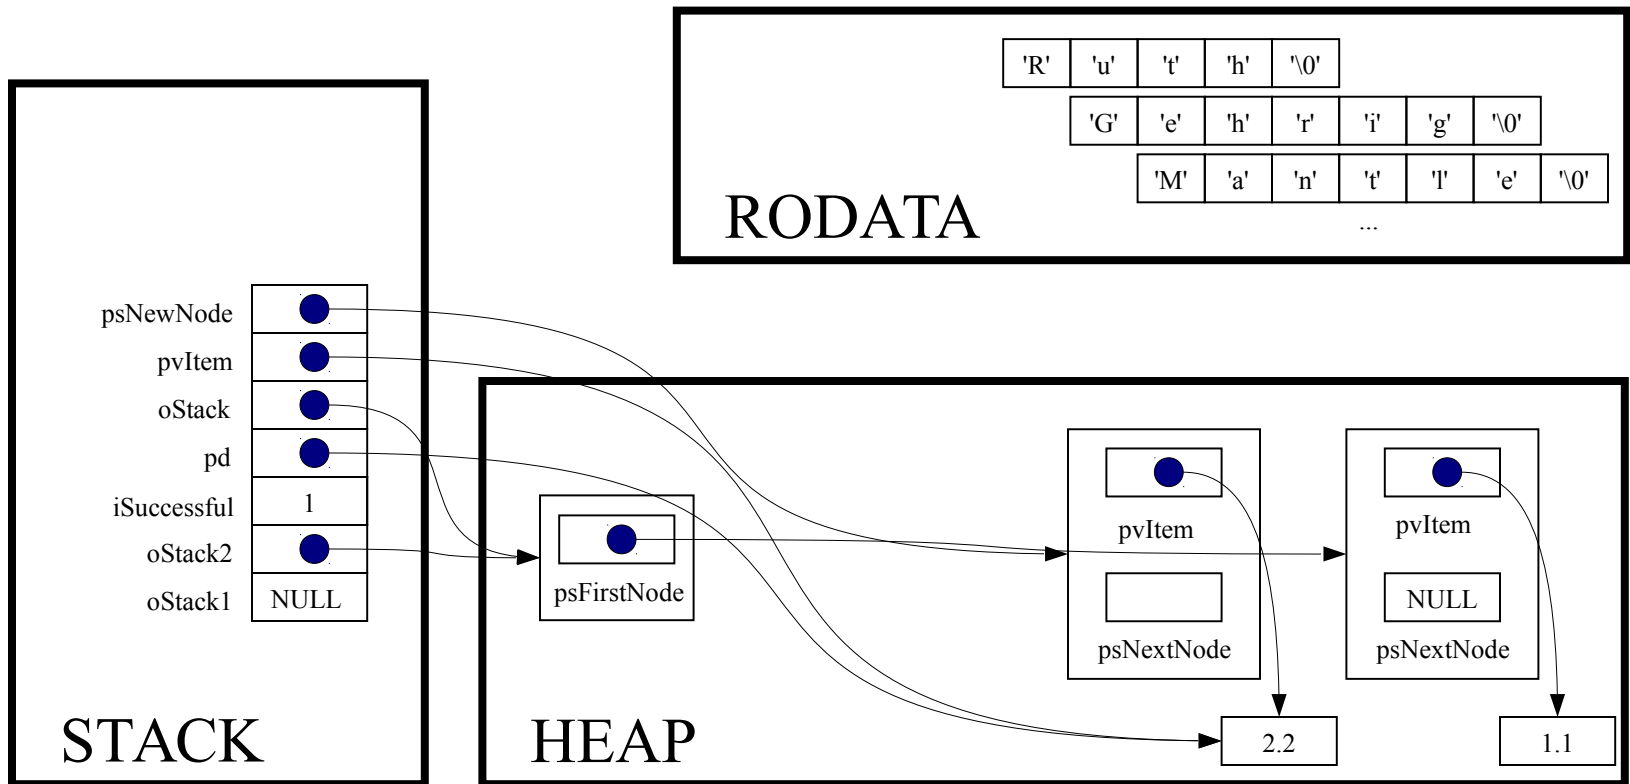 'R' 'u' 't' 'h' '\0'
'G' 'e' 'h' 'r' 'i' 'g' '\0'
'M' 'a' 'n' 't' 'l' 'e' '\0'
...
RODATA
psNewNode
pvItem
oStack
pd
iSuccessful 1
oStack2
oStack1 NULL
STACK
psFirstNode
pvItem
psNextNode
pvItem
NULL
psNextNode
2.2
1.1
HEAP